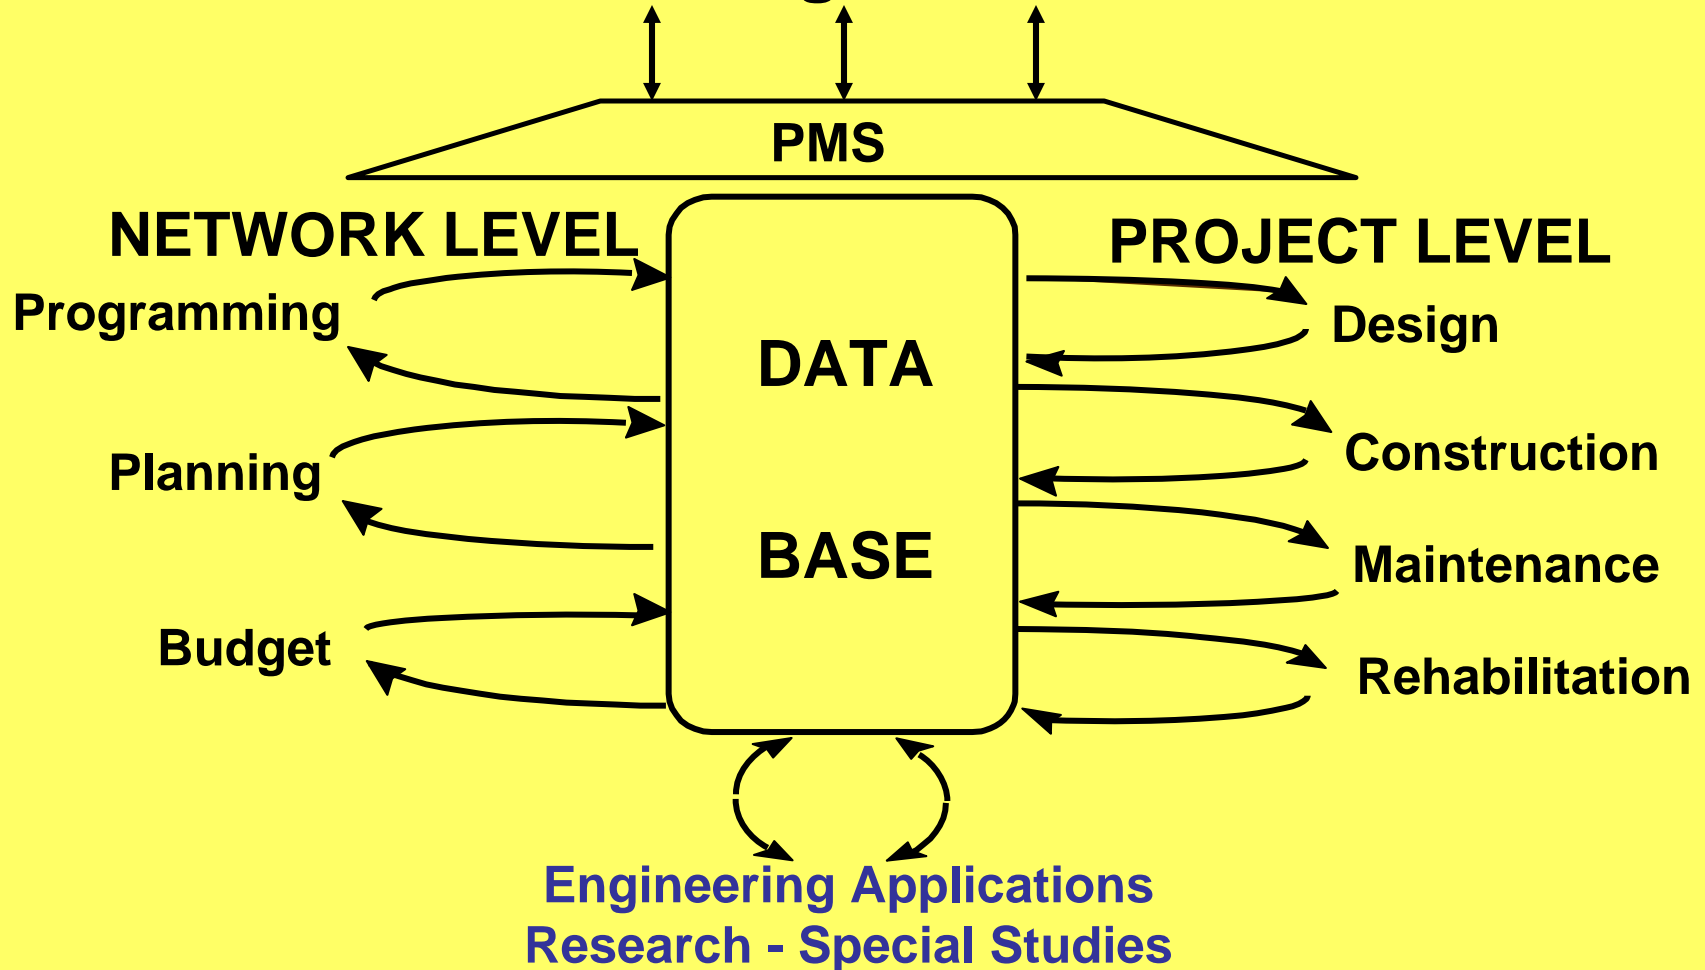 PMS
NETWORK LEVEL
PROJECT LEVEL
Programming
Design
DATA
Construction
Planning
BASE
Maintenance
Budget
Rehabilitation
Engineering Applications
Research - Special Studies